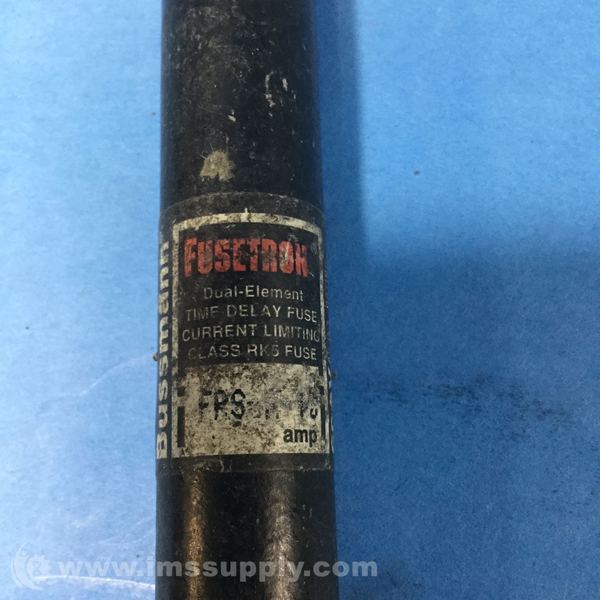 Bussmann
FUSETRON
Dual-Element
TIME DELAY FUSE
CURRENT LIMITING
CLASS RK5 FUSE
amp
www.imssupply.com